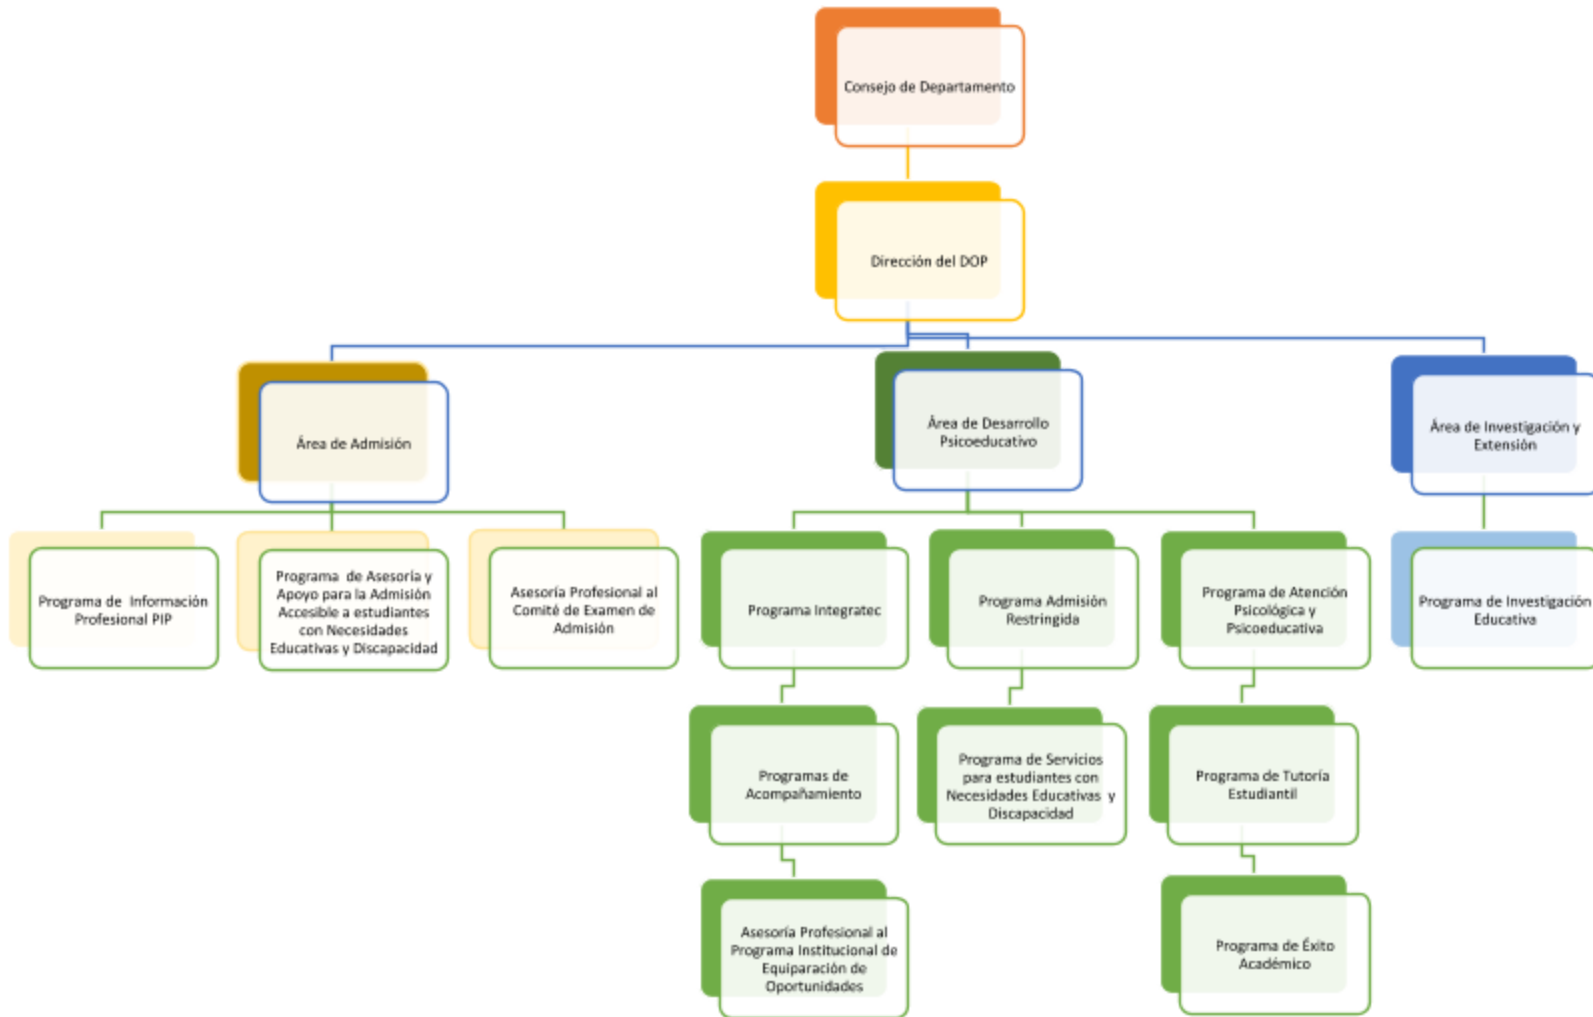 Consejo de Departamento
Dirección del DOP
Área de Admisión
Área de Desarrollo
Psicoeducativo
Área de Investigación y
Extensión
Programa de Información
Profesional PIP
Programa de Asesoría y
Apoyo para la Admisión
Accesible a estudiantes
con Necesidades
Educativas y Discapacidad
Asesoría Profesional al
Comité de Examen de
Admisión
Programa Integratec
Programa Admisión
Restringida
Programa de Atención
Psicológica y
Psicoeducativa
Programa de Investigación
Educativa
Programas de
Acompañamiento
Programa de Servicios
para estudiantes con
Necesidades Educativas y
Discapacidad
Programa de Tutoría
Estudiantil
Asesoría Profesional al
Programa Institucional de
Equiparación de
Oportunidades
Programa de Éxito
Académico